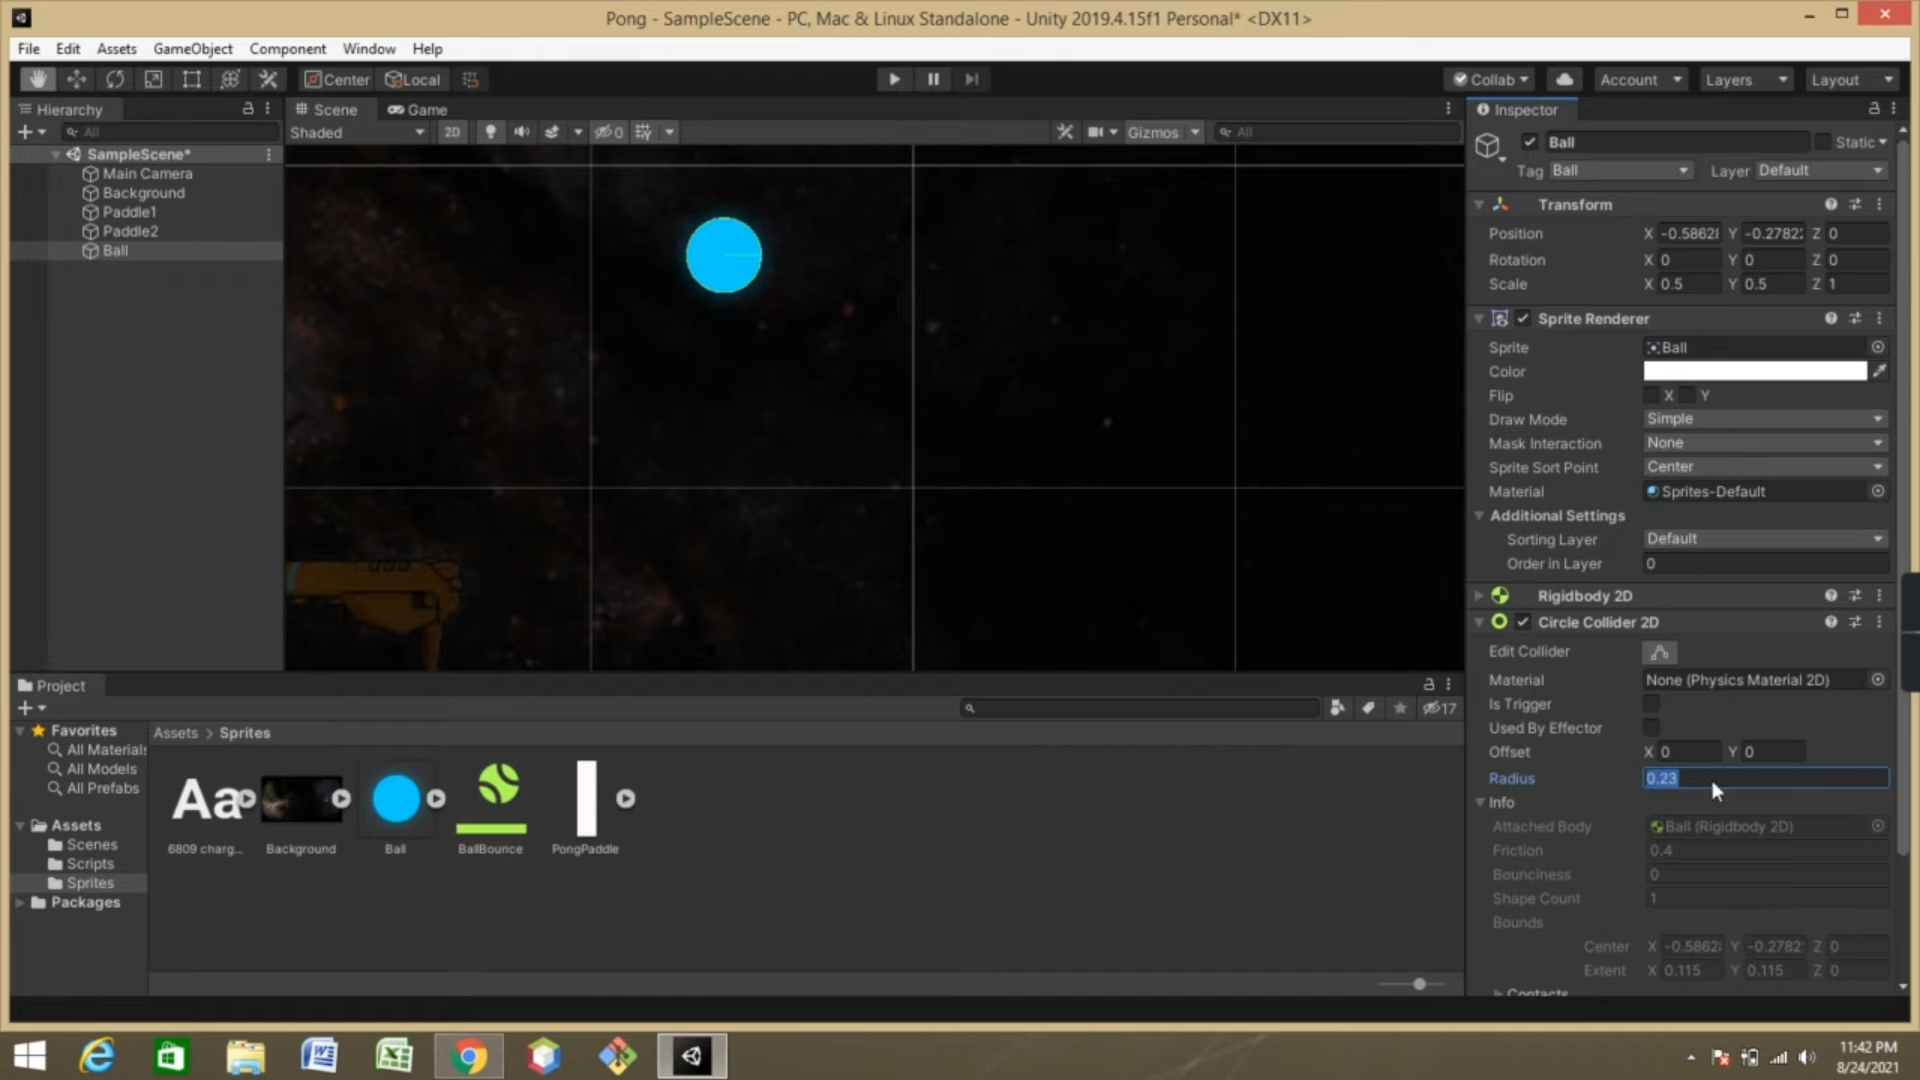 Pong - SampleScene - PC, Mac & Linux Standalone - Unity 2019.4.15f1 Personal* <DX11>
File Edit Assets GameObject Component Window Help
Center Local Collab Account Layers Layout
Hierarchy
All
SampleScene*
Main Camera
Background
Paddle1
Paddle2
Ball
Scene Game
Shaded 2D 0 Gizmos All
Inspector
Ball Static
Tag Ball Layer Default
Transform
Position X -0.5862 Y -0.2782 Z 0
Rotation X 0 Y 0 Z 0
Scale X 0.5 Y 0.5 Z 1
Sprite Renderer
Sprite Ball
Color
Flip X Y
Draw Mode Simple
Mask Interaction None
Sprite Sort Point Center
Material Sprites-Default
Additional Settings
Sorting Layer Default
Order in Layer 0
Rigidbody 2D
Circle Collider 2D
Edit Collider
Material None (Physics Material 2D)
Is Trigger
Used By Effector
Offset X 0 Y 0
Radius 0.23
Info
Attached Body Ball (Rigidbody 2D)
Friction 0.4
Bounciness 0
Shape Count 1
Bounds
Center X -0.5862 Y -0.2782 Z 0
Extent X 0.115 Y 0.115 Z 0
Contacts
Project
17
Favorites
All Materials
All Models
All Prefabs
Assets
Scenes
Scripts
Sprites
Packages
Assets > Sprites
Aa
6809 charg...
Background
Ball
BallBounce
PongPaddle
11:42 PM
8/24/2021